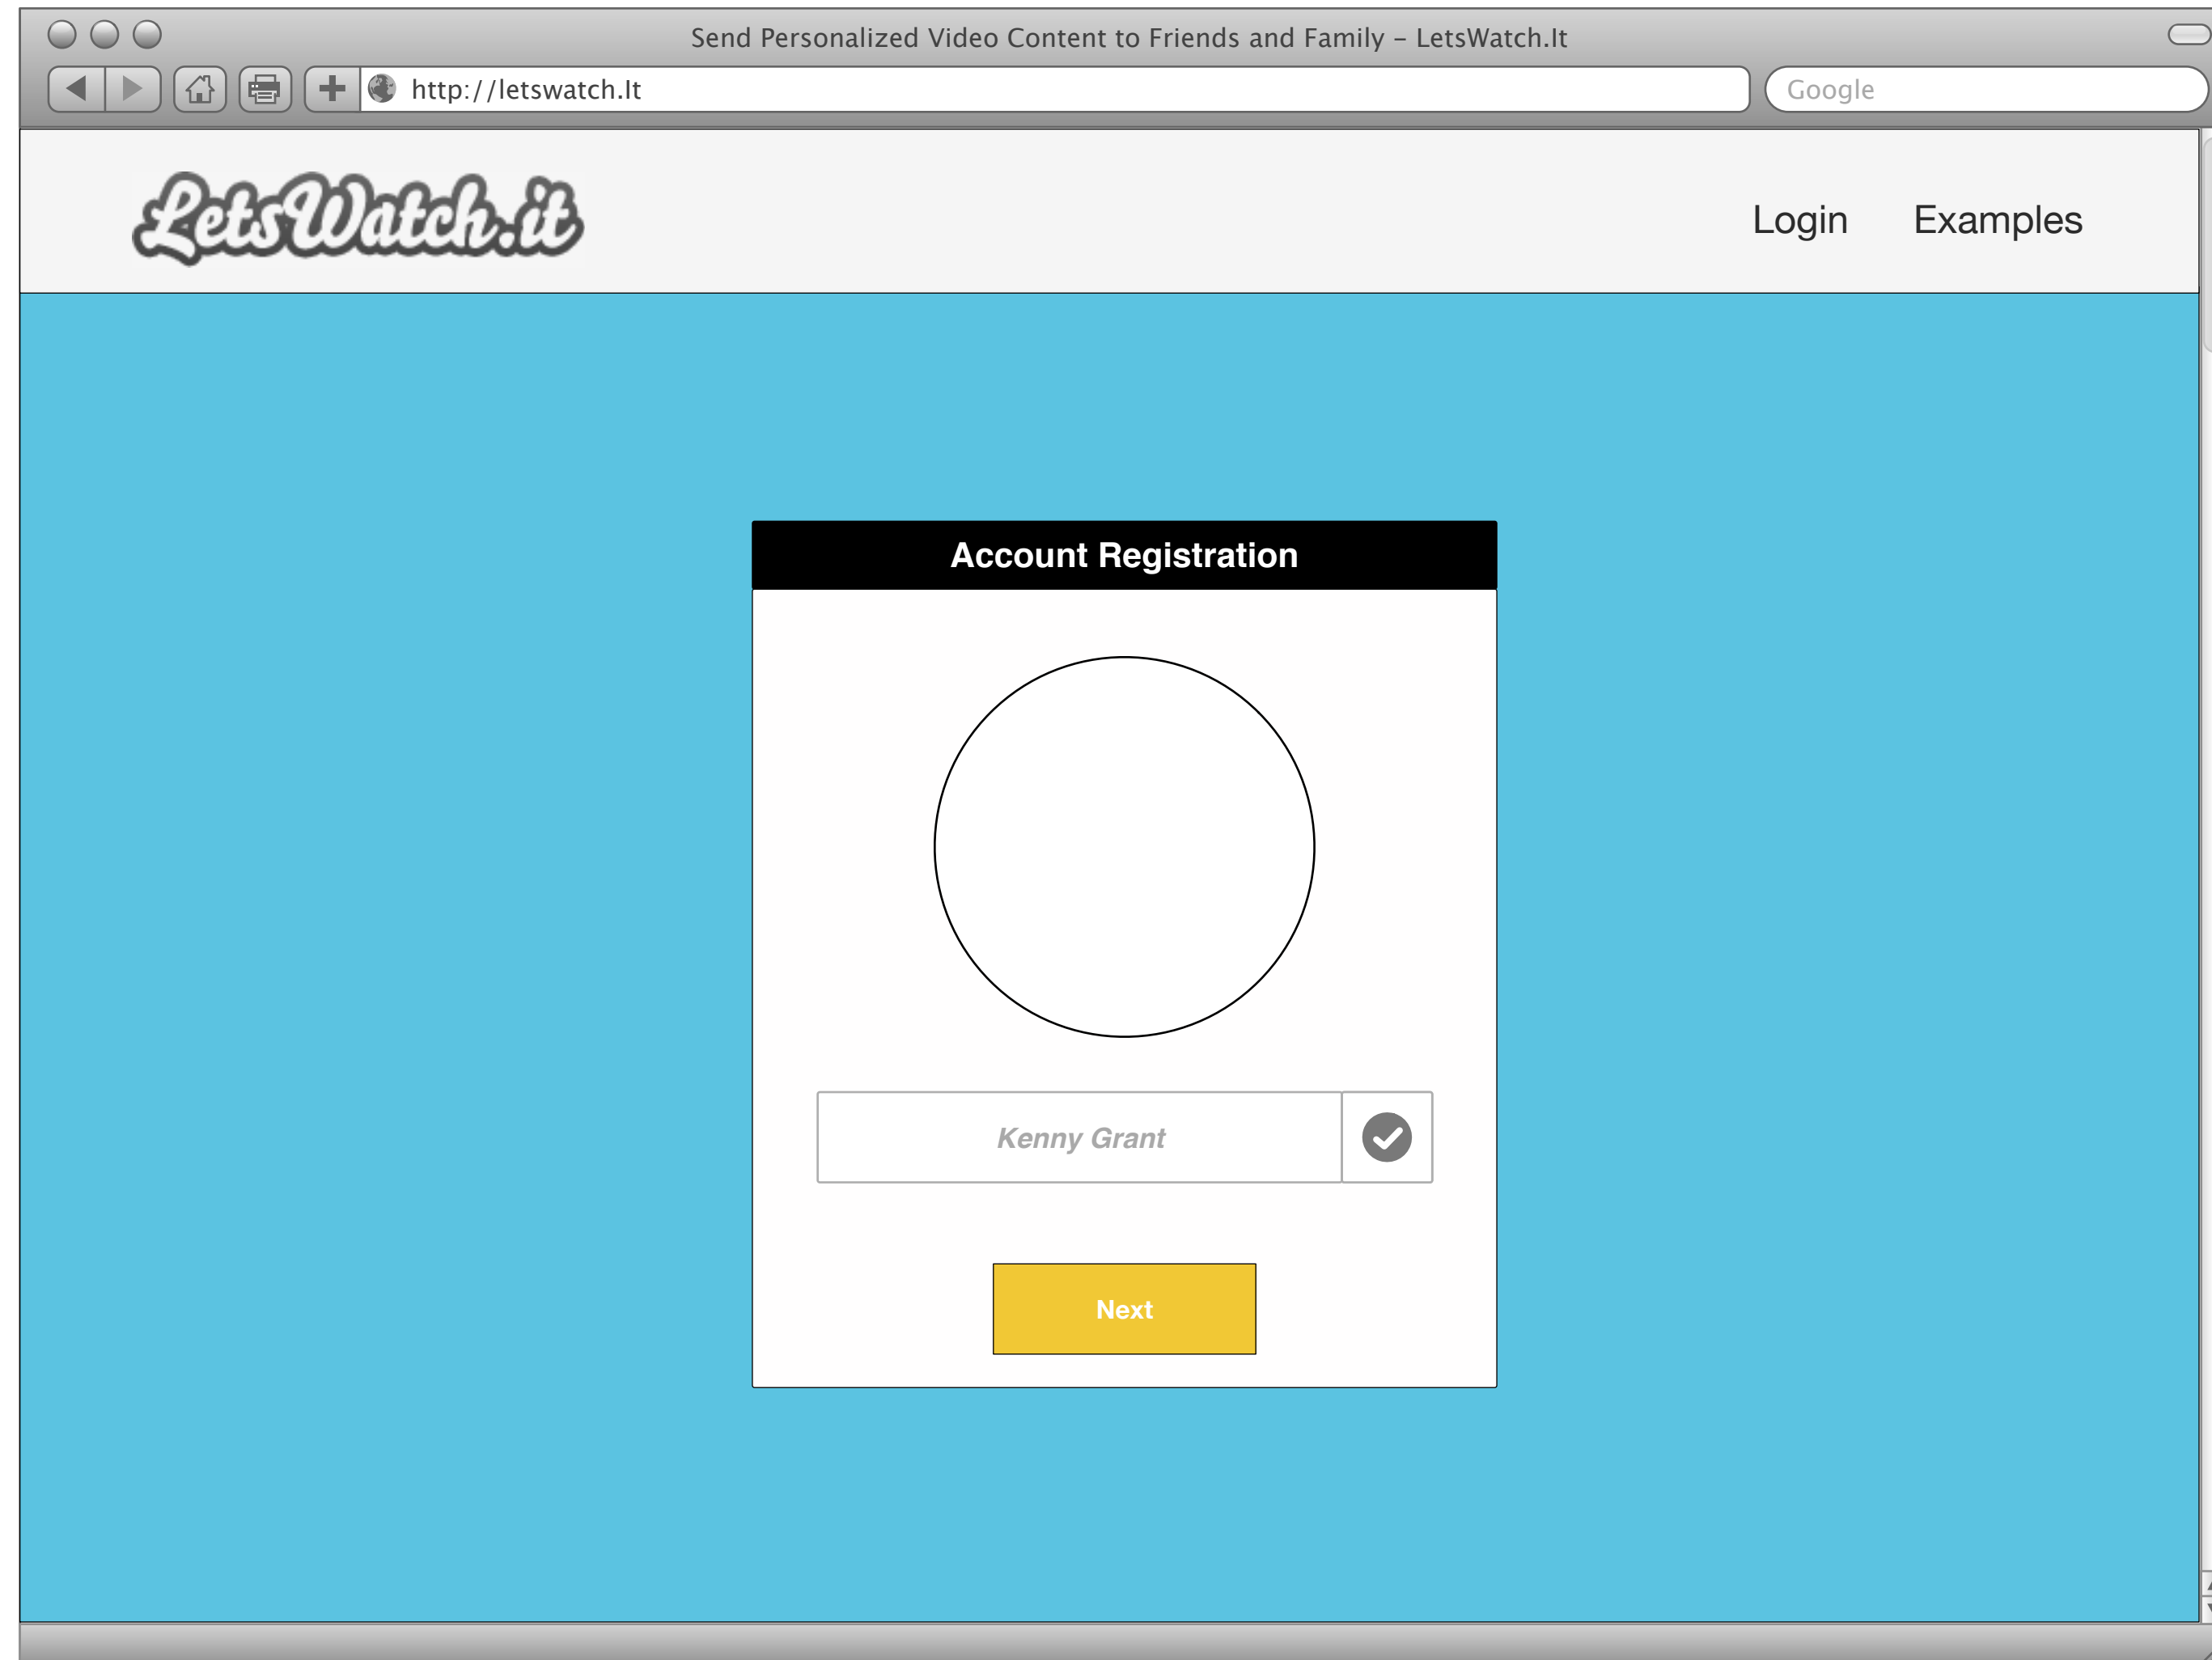 Send Personalized Video Content to Friends and Family – LetsWatch.It
http://letswatch.It
Google
LetsWatch.it
Login Examples
Account Registration
Kenny Grant
Next